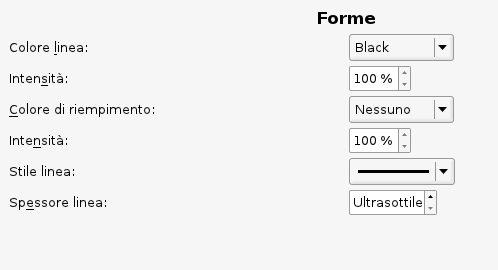 Forme
Colore linea: Black
Intensità: 100 %
Colore di riempimento: Nessuno
Intensità: 100 %
Stile linea:
Spessore linea: Ultrasottile